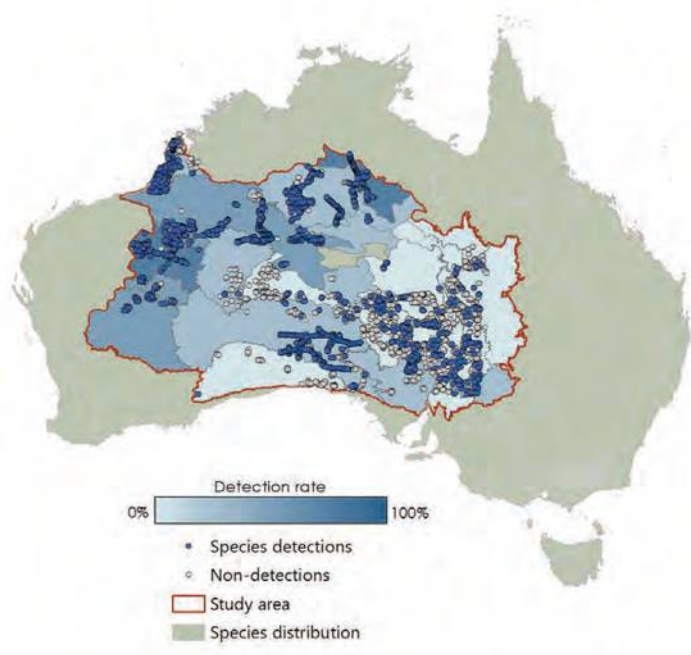 Detection rate
0%
100%
Species detections
Non-detections
Study area
Species distribution